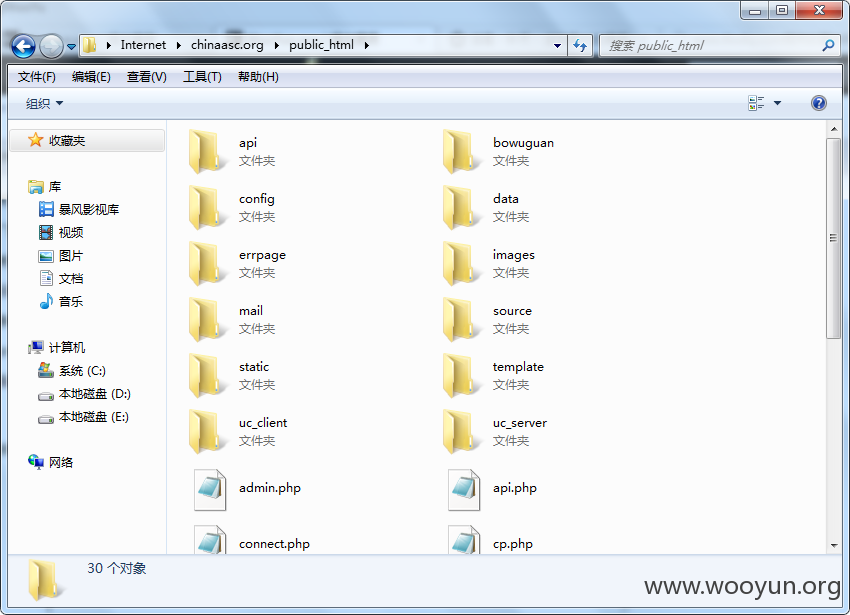 Internet chinaasc.org public_html
搜索 public_html
文件(F) 编辑(E) 查看(V) 工具(T) 帮助(H)
组织
收藏夹
库
暴风影视库
视频
图片
文档
音乐
计算机
系统 (C:)
本地磁盘 (D:)
本地磁盘 (E:)
网络
api
文件夹
bowuguan
文件夹
config
文件夹
data
文件夹
errpage
文件夹
images
文件夹
mail
文件夹
source
文件夹
static
文件夹
template
文件夹
uc_client
文件夹
uc_server
文件夹
admin.php
api.php
connect.php
cp.php
30 个对象
www.wooyun.org